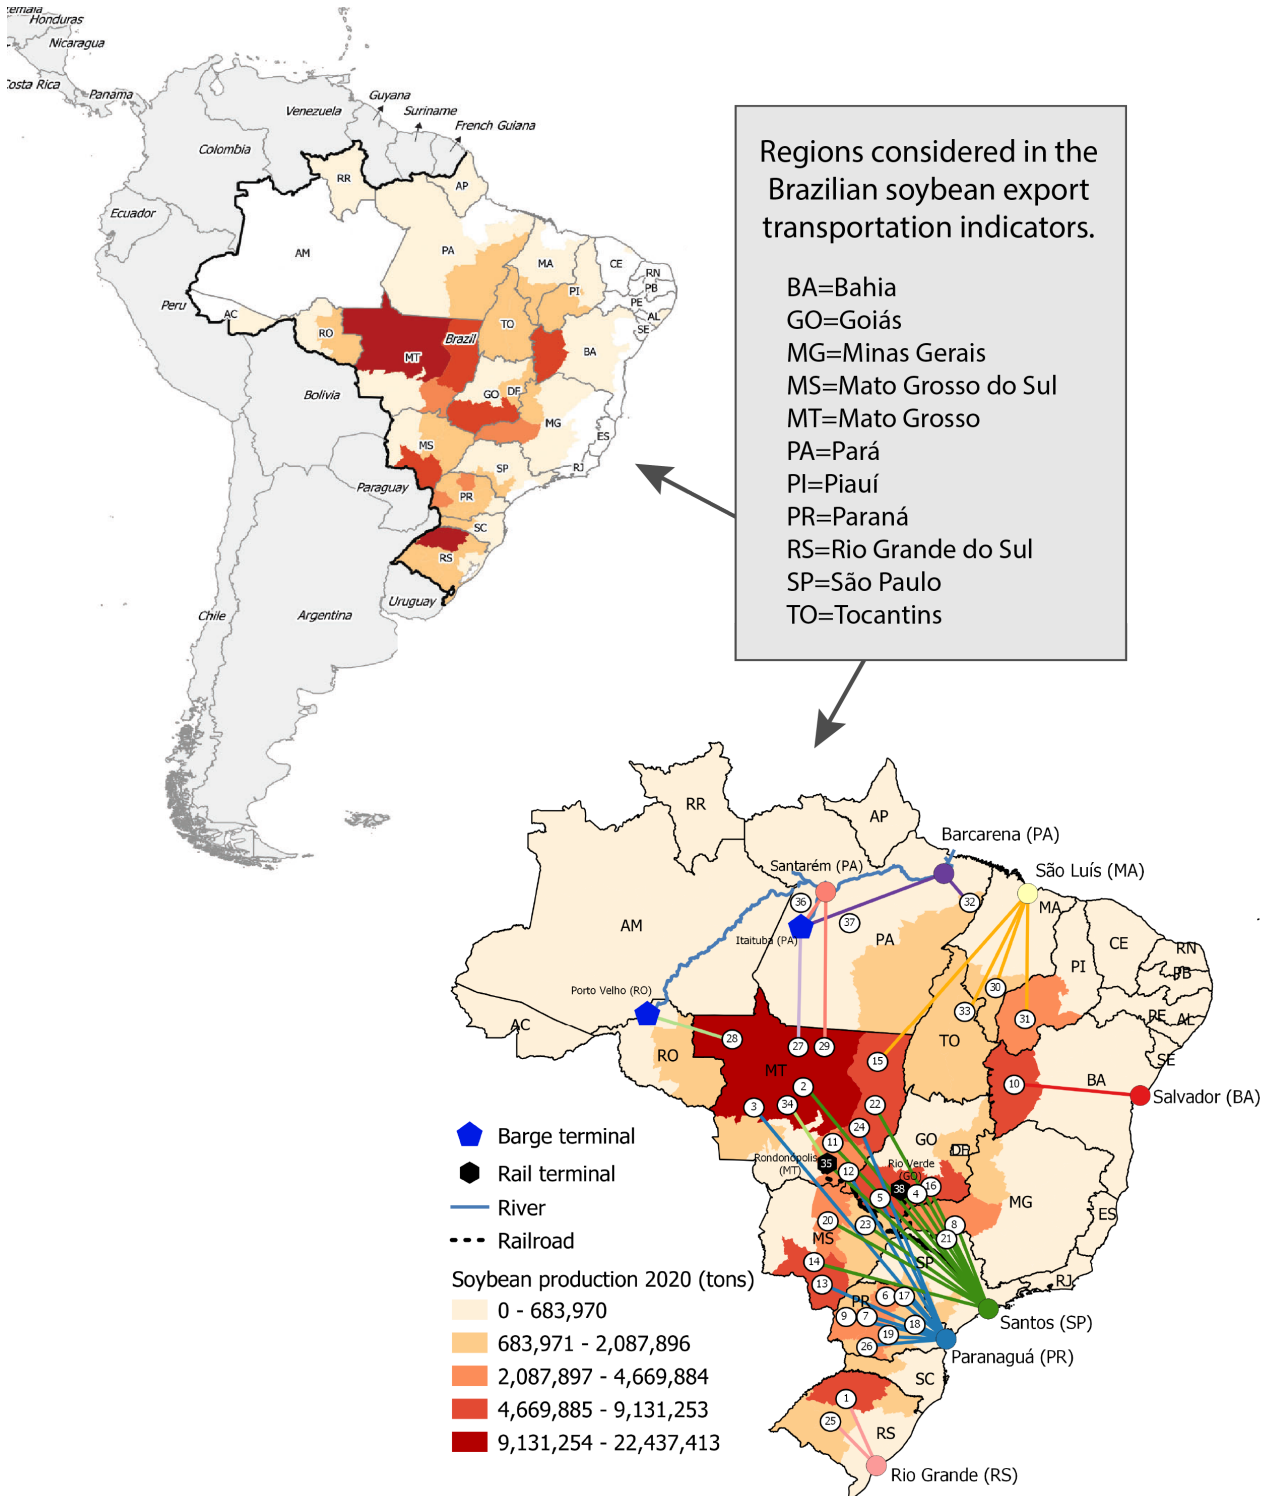 Honduras
Nicaragua
Costa Rica
Panama
Venezuela
Guyana
Suriname
French Guiana
Colombia
Ecuador
Peru
Bolivia
Brazil
Paraguay
Chile
Argentina
Uruguay
RR
AP
AM
PA
MA
CE
RN
PB
PE
AL
SE
PI
AC
RO
TO
BA
MT
GO
DF
MG
ES
MS
SP
RJ
PR
SC
RS
Regions considered in the
Brazilian soybean export
transportation indicators.
BA=Bahia
GO=Goiás
MG=Minas Gerais
MS=Mato Grosso do Sul
MT=Mato Grosso
PA=Pará
PI=Piauí
PR=Paraná
RS=Rio Grande do Sul
SP=São Paulo
TO=Tocantins
RR
AP
Barcarena (PA)
Santarém (PA)
São Luís (MA)
36
32
MA
37
AM
Itaituba (PA)
PA
CE
RN
PI
PB
Porto Velho (RO)
30
33
31
PE
AL
AC
28
27
29
TO
RO
15
SE
MT
2
10
BA
Salvador (BA)
3
34
22
24
11
GO
DF
Rondonópolis
(MT)
35
12
Rio Verde
(GO)
38
4
16
5
MG
20
23
8
ES
MS
21
14
SP
13
RJ
PR
6
17
Santos (SP)
9
7
18
19
26
Paranaguá (PR)
SC
1
25
RS
Rio Grande (RS)
Barge terminal
Rail terminal
River
Railroad
Soybean production 2020 (tons)
0 - 683,970
683,971 - 2,087,896
2,087,897 - 4,669,884
4,669,885 - 9,131,253
9,131,254 - 22,437,413